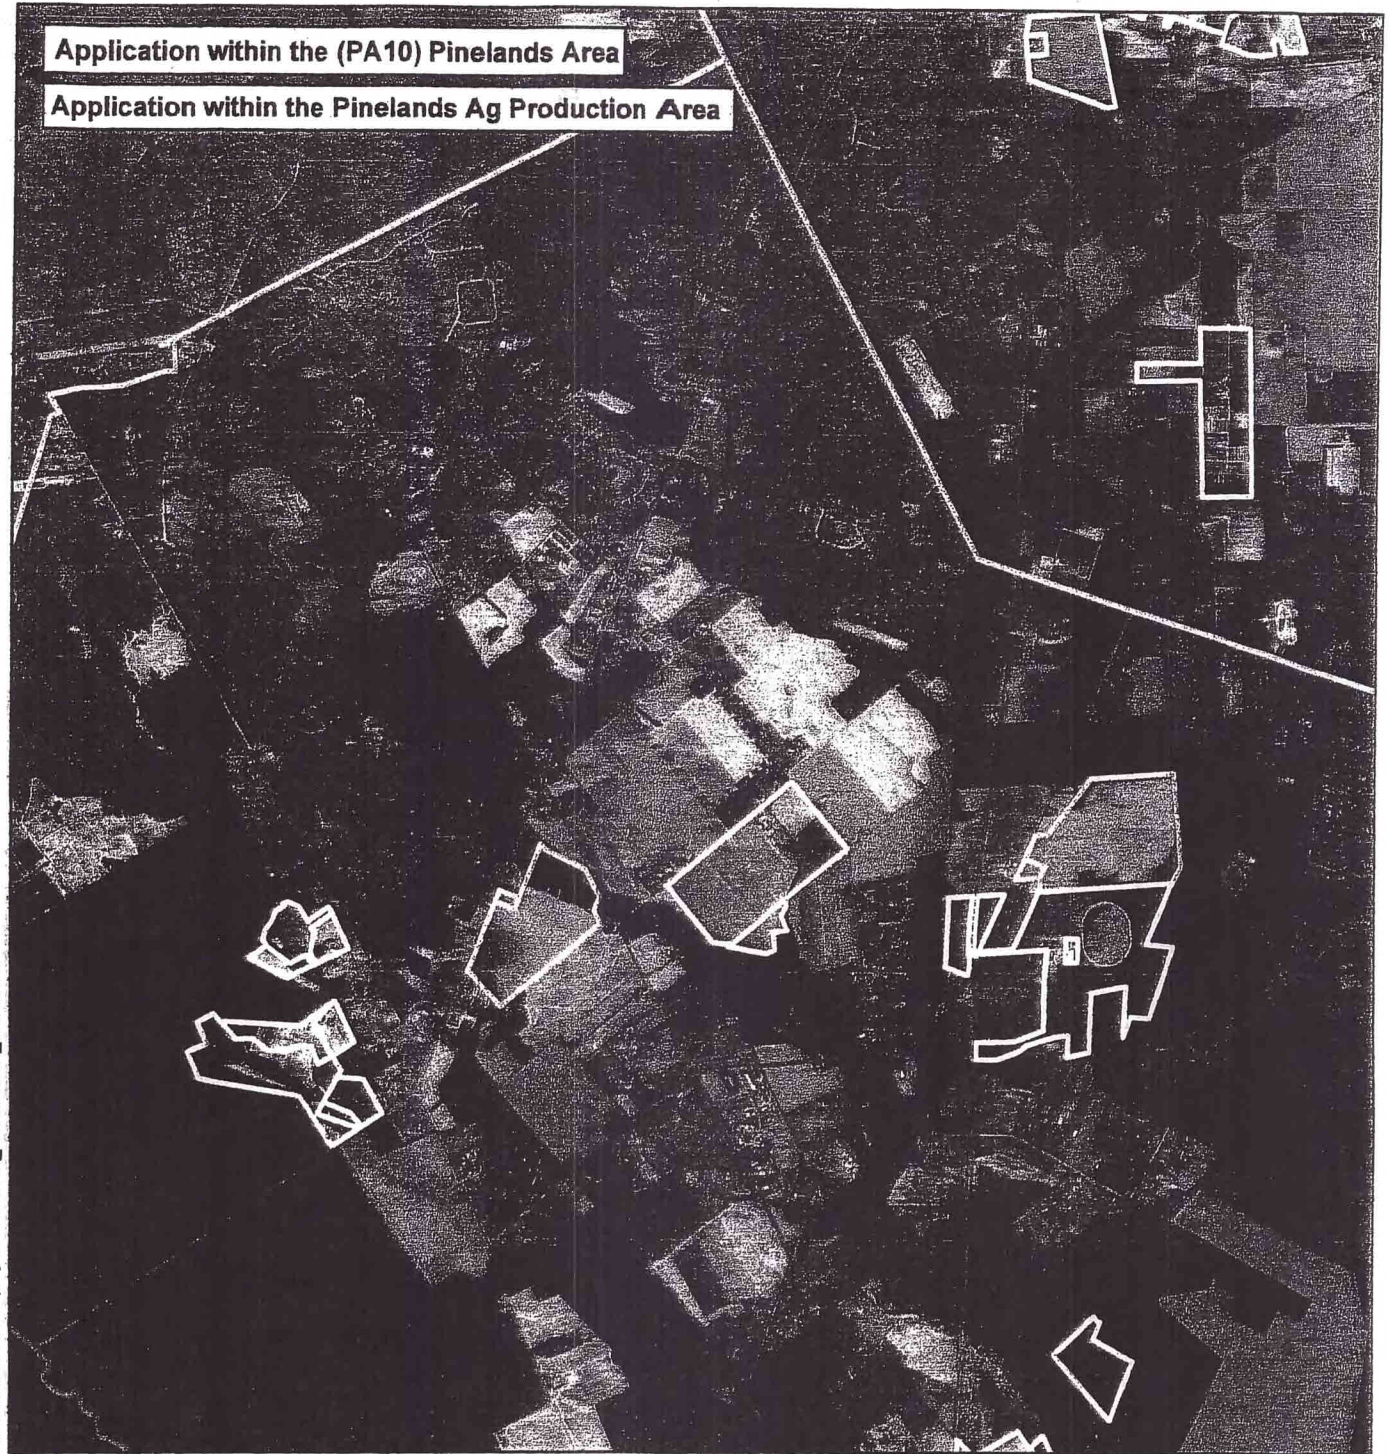 Application within the (PA10) Pinelands Area
Application within the Pinelands Ag Production Area